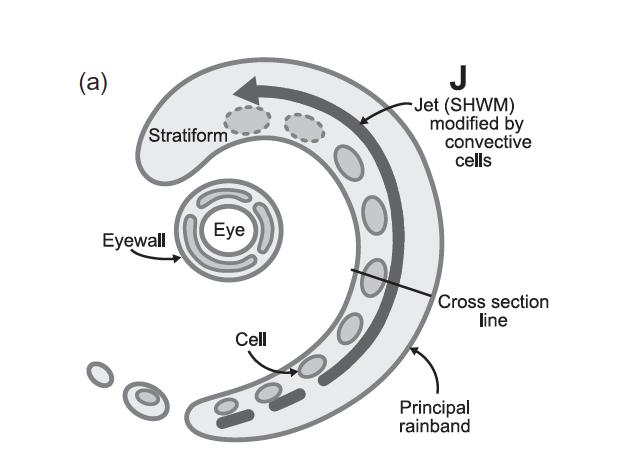 (a)
J
Jet (SHWM)
modified by
convective
cells
Stratiform
Eye
Eyewall
Cross section
line
Cell
Principal
rainband